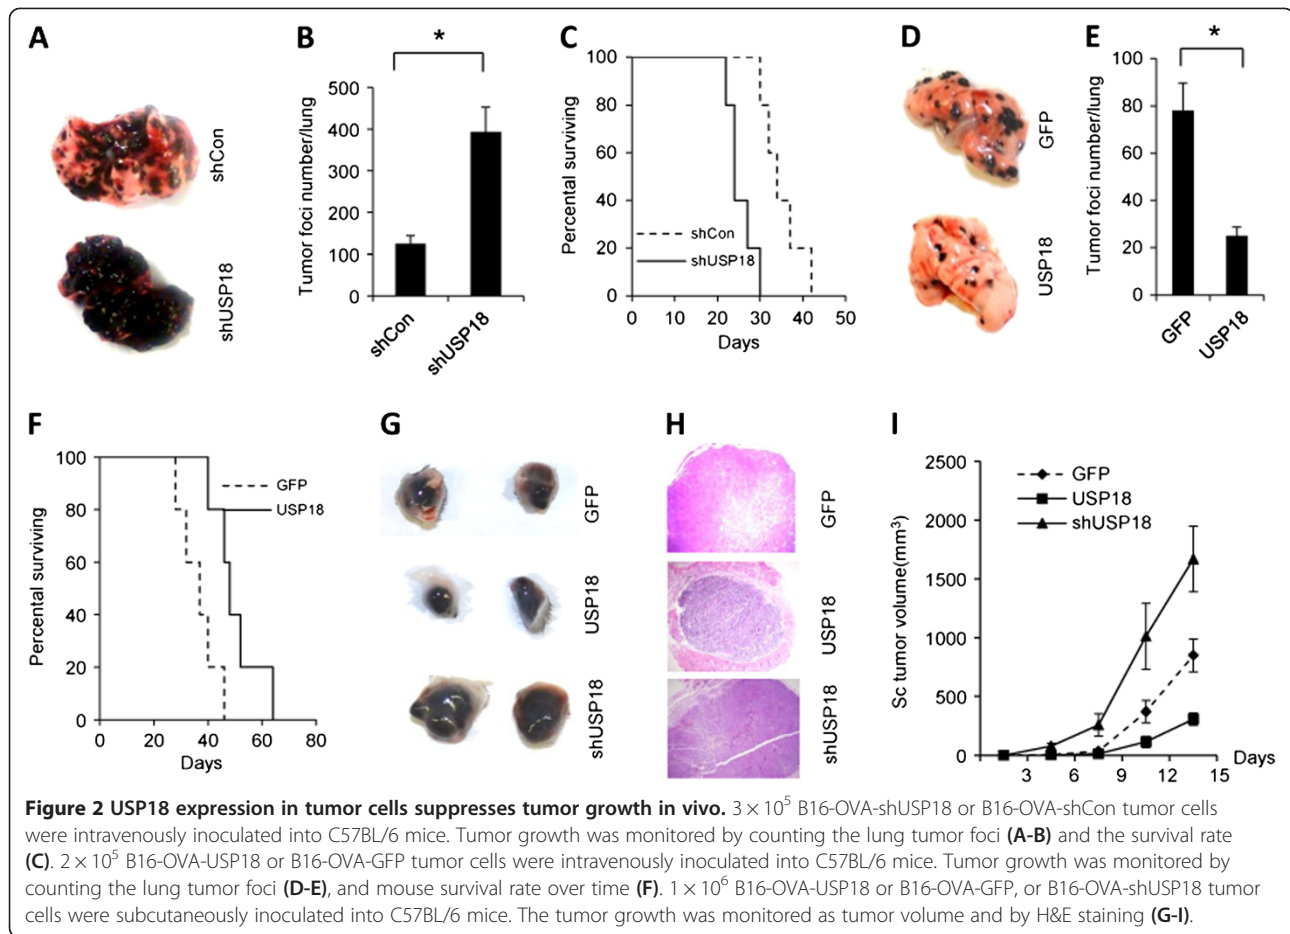 A
shCon
shUSP18
B
*
Tumor foci number/lung
500
400
300
200
100
0
shCon
shUSP18
C
Percental surviving
100
80
60
40
20
0
shCon
shUSP18
0 10 20 30 40 50
Days
D
GFP
USP18
E
*
Tumor foci number/lung
100
80
60
40
20
0
GFP
USP18
F
Percental surviving
100
80
60
40
20
0
GFP
USP18
0 20 40 60 80
Days
G
GFP
USP18
shUSP18
H
GFP
USP18
shUSP18
I
Sc tumor volume(mm³)
2500
2000
1500
1000
500
0
GFP
USP18
shUSP18
3 6 9 12 15
Days
Figure 2 USP18 expression in tumor cells suppresses tumor growth in vivo. 3 × 10⁵ B16-OVA-shUSP18 or B16-OVA-shCon tumor cells
were intravenously inoculated into C57BL/6 mice. Tumor growth was monitored by counting the lung tumor foci (A-B) and the survival rate
(C). 2 × 10⁵ B16-OVA-USP18 or B16-OVA-GFP tumor cells were intravenously inoculated into C57BL/6 mice. Tumor growth was monitored by
counting the lung tumor foci (D-E), and mouse survival rate over time (F). 1 × 10⁶ B16-OVA-USP18 or B16-OVA-GFP, or B16-OVA-shUSP18 tumor
cells were subcutaneously inoculated into C57BL/6 mice. The tumor growth was monitored as tumor volume and by H&E staining (G-I).